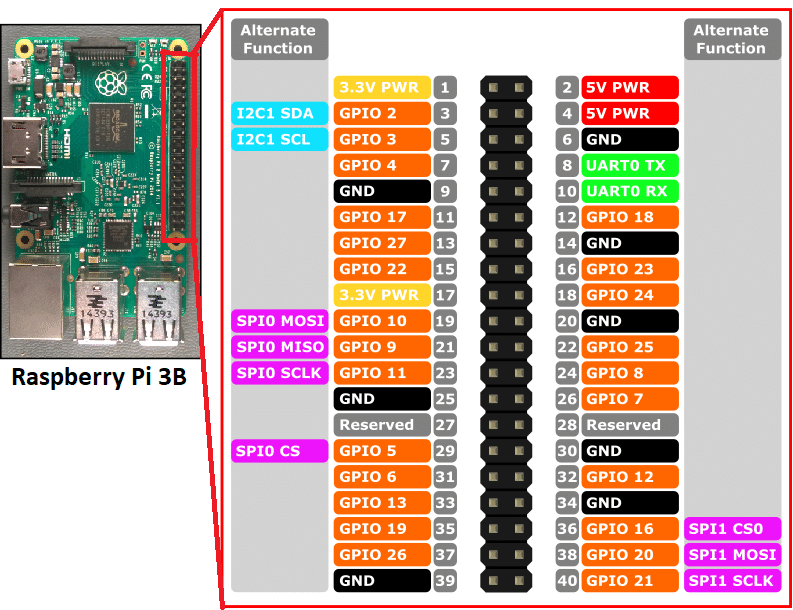 Alternate Function
Alternate Function
3.3V PWR 1 2 5V PWR
I2C1 SDA GPIO 2 3 4 5V PWR
I2C1 SCL GPIO 3 5 6 GND
GPIO 4 7 8 UART0 TX
GND 9 10 UART0 RX
GPIO 17 11 12 GPIO 18
GPIO 27 13 14 GND
GPIO 22 15 16 GPIO 23
3.3V PWR 17 18 GPIO 24
SPI0 MOSI GPIO 10 19 20 GND
SPI0 MISO GPIO 9 21 22 GPIO 25
SPI0 SCLK GPIO 11 23 24 GPIO 8
GND 25 26 GPIO 7
Reserved 27 28 Reserved
SPI0 CS GPIO 5 29 30 GND
GPIO 6 31 32 GPIO 12
GPIO 13 33 34 GND
GPIO 19 35 36 GPIO 16 SPI1 CS0
GPIO 26 37 38 GPIO 20 SPI1 MOSI
GND 39 40 GPIO 21 SPI1 SCLK
HDMI
14393
14393
Raspberry Pi 3B